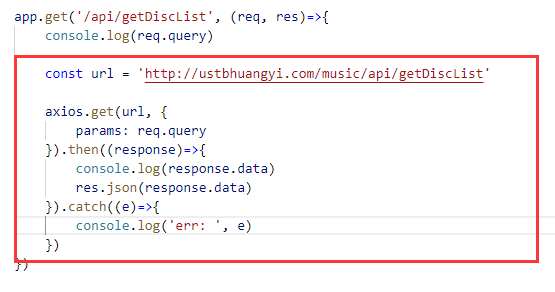 app.get('/api/getDiscList', (req, res)=>{
    console.log(req.query)
    const url = 'http://ustbhuangyi.com/music/api/getDiscList'
    axios.get(url, {
        params: req.query
    }).then((response)=>{
        console.log(response.data)
        res.json(response.data)
    }).catch((e)=>{
        console.log('err: ', e)
    })
})